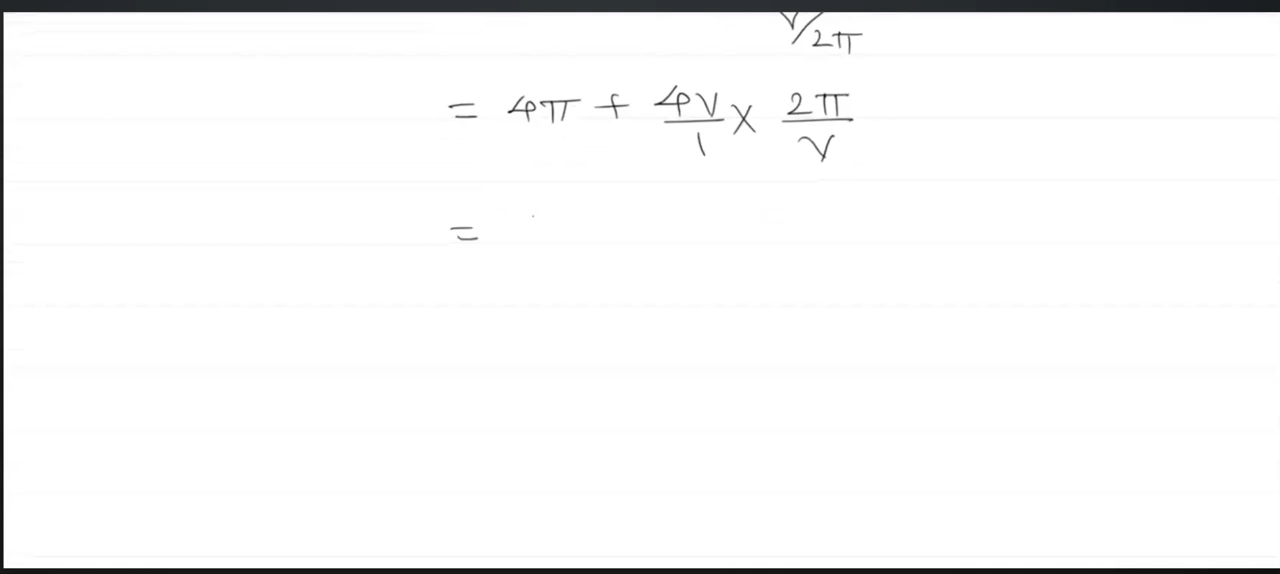 √/2π
= 4π + 4V/1 × 2π/V
=